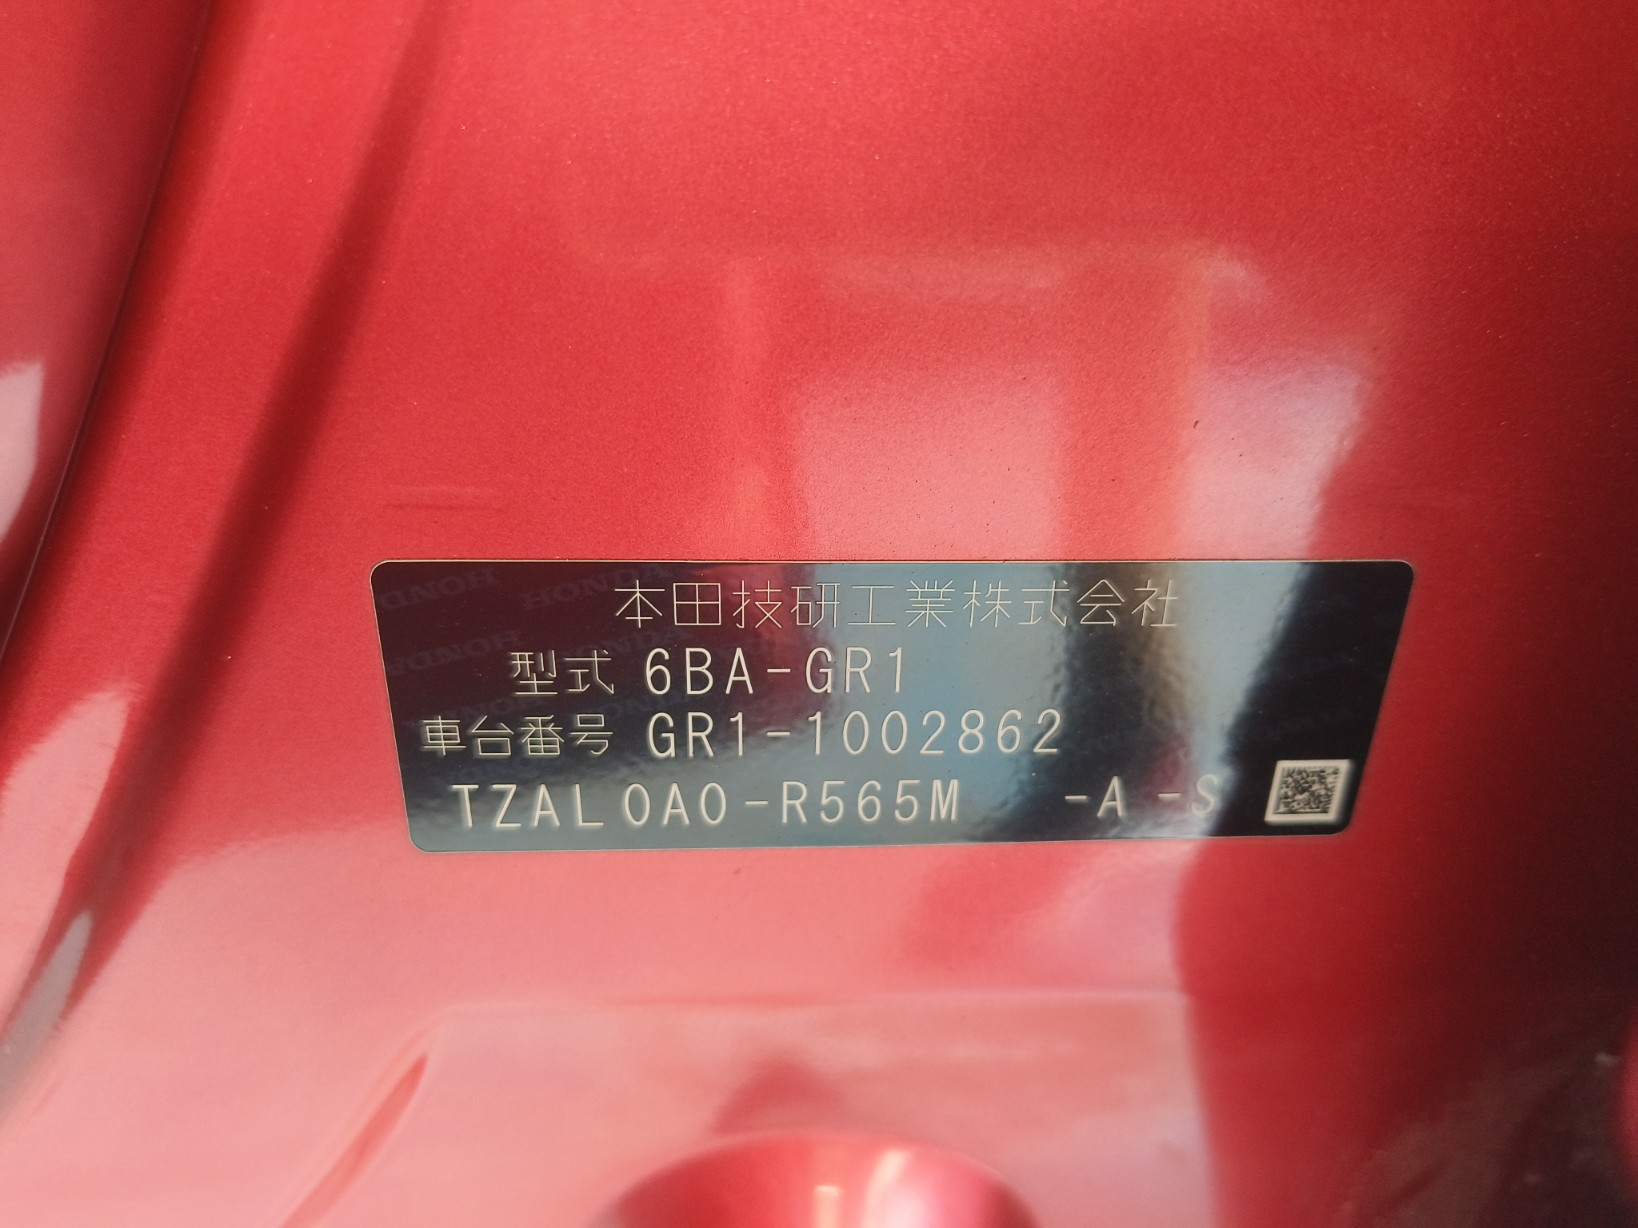 本田技研工業株式会社
型式 6BA-GR1
車台番号 GR1-1002862
TZAL0A0-R565M -A -S